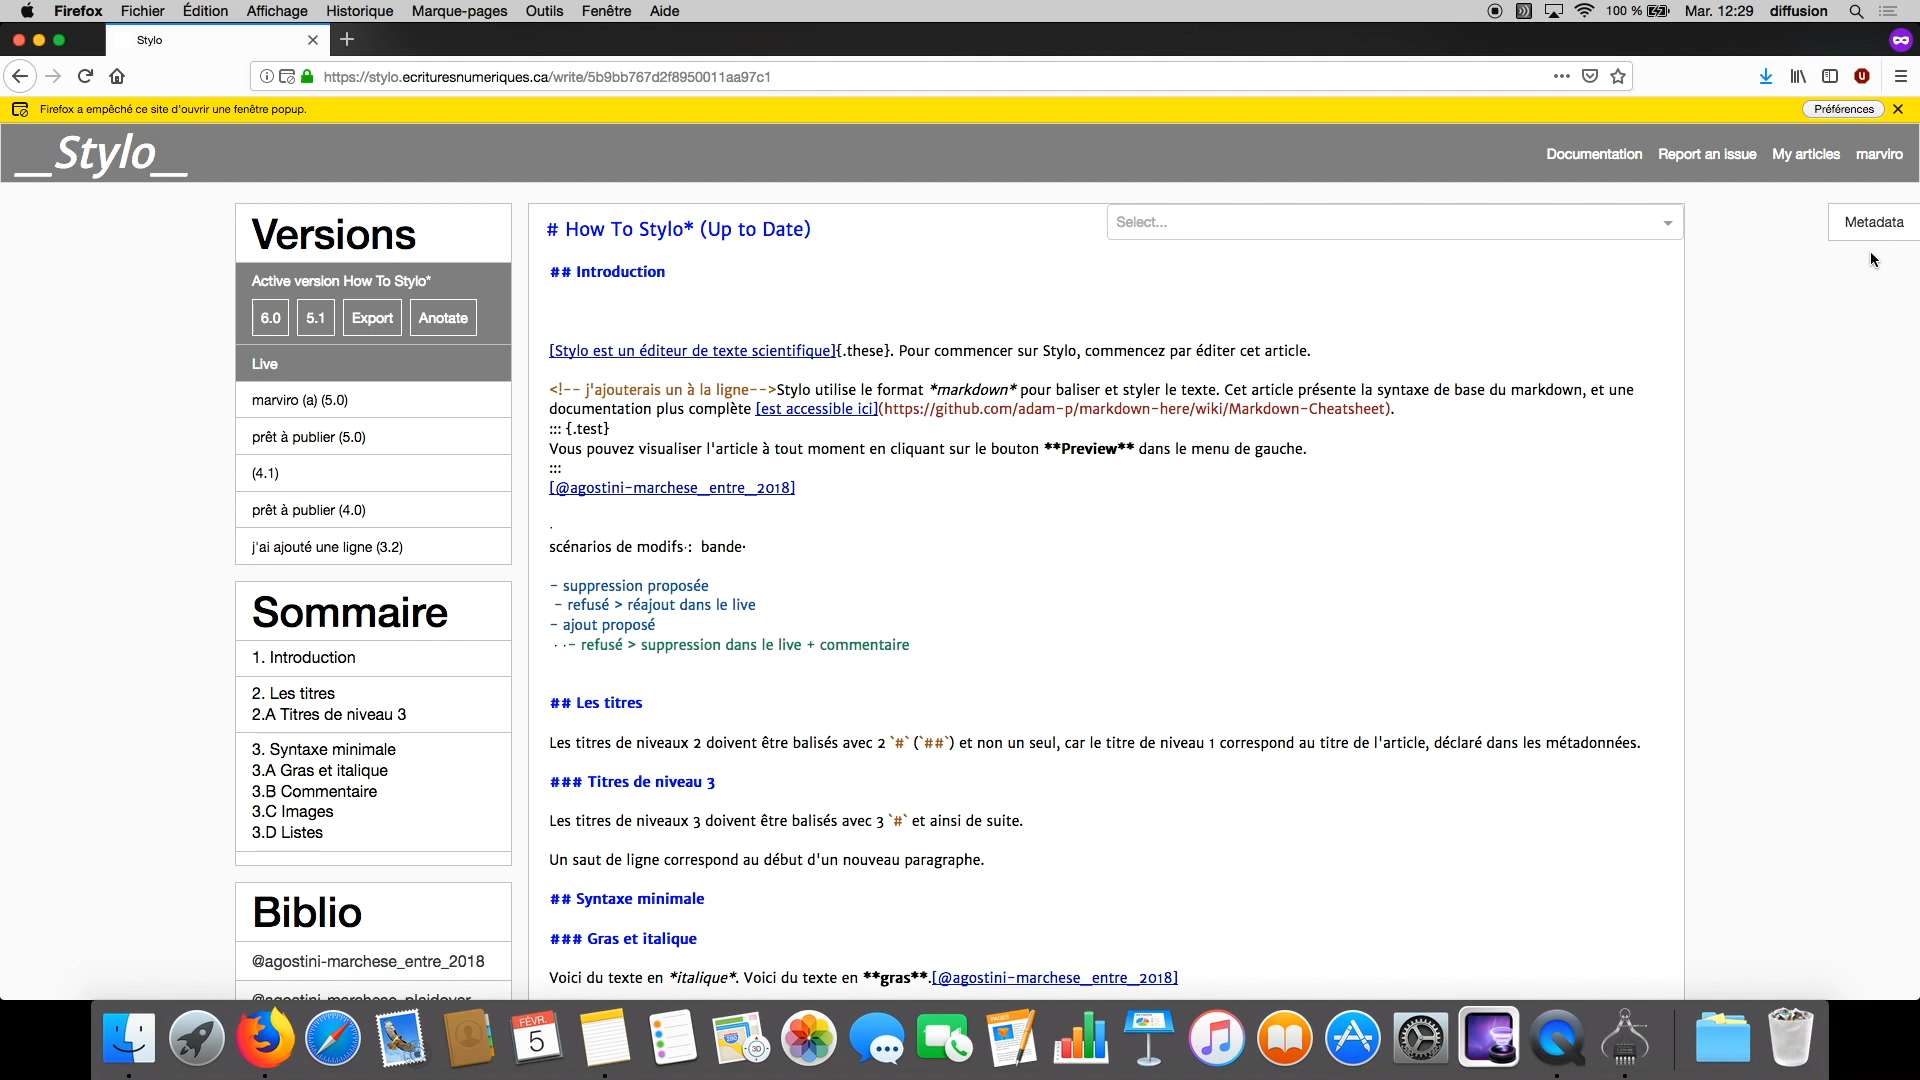 Firefox Fichier Édition Affichage Historique Marque-pages Outils Fenêtre Aide
100 % Mar. 12:29 diffusion
Stylo
https://stylo.ecrituresnumeriques.ca/write/5b9bb767d2f8950011aa97c1
Firefox a empêché ce site d'ouvrir une fenêtre popup.
Préférences
__Stylo__
Documentation Report an issue My articles marviro
Versions
Active version How To Stylo*
6.0 5.1 Export Anotate
Live
marviro (a) (5.0)
prêt à publier (5.0)
(4.1)
prêt à publier (4.0)
j'ai ajouté une ligne (3.2)
Sommaire
1. Introduction
2. Les titres
2.A Titres de niveau 3
3. Syntaxe minimale
3.A Gras et italique
3.B Commentaire
3.C Images
3.D Listes
Biblio
@agostini-marchese_entre_2018
@agostini-marchese_plaidoyer
Select...
Metadata
# How To Stylo* (Up to Date)
## Introduction
[Stylo est un éditeur de texte scientifique]{.these}. Pour commencer sur Stylo, commencez par éditer cet article.
<!-- j'ajouterais un à la ligne-->Stylo utilise le format *markdown* pour baliser et styler le texte. Cet article présente la syntaxe de base du markdown, et une
documentation plus complète [est accessible ici](https://github.com/adam-p/markdown-here/wiki/Markdown-Cheatsheet).
::: {.test}
Vous pouvez visualiser l'article à tout moment en cliquant sur le bouton **Preview** dans le menu de gauche.
:::
[@agostini-marchese_entre_2018]
.
scénarios de modifs·: bande·
- suppression proposée
- refusé > réajout dans le live
- ajout proposé
· ·- refusé > suppression dans le live + commentaire
## Les titres
Les titres de niveaux 2 doivent être balisés avec 2 `#` (`##`) et non un seul, car le titre de niveau 1 correspond au titre de l'article, déclaré dans les métadonnées.
### Titres de niveau 3
Les titres de niveaux 3 doivent être balisés avec 3 `#` et ainsi de suite.
Un saut de ligne correspond au début d'un nouveau paragraphe.
## Syntaxe minimale
### Gras et italique
Voici du texte en *italique*. Voici du texte en **gras**.[@agostini-marchese_entre_2018]
FÉVR.
5
PAGES
280
3D